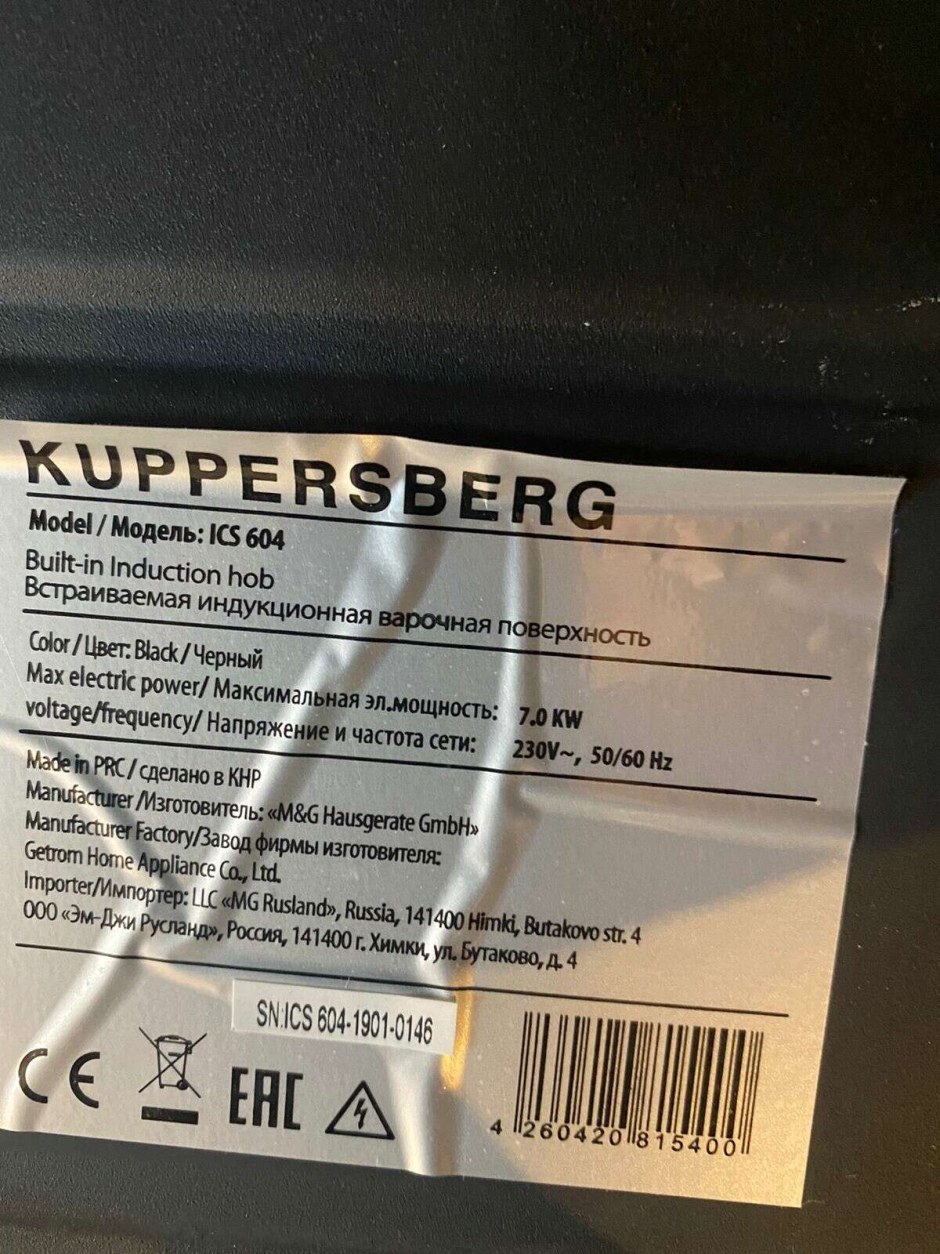 KUPPERSBERG
Model / Модель: ICS 604
Built-in Induction hob
Встраиваемая индукционная варочная поверхность
Color / Цвет: Black / Черный
Max electric power/ Максимальная эл.мощность: 7.0 KW
voltage/frequency/ Напряжение и частота сети: 230V~, 50/60 Hz
Made in PRC / сделано в КНР
Manufacturer /Изготовитель: «M&G Hausgerate GmbH»
Manufacturer Factory/Завод фирмы изготовителя:
Getrom Home Appliance Co., Ltd.
Importer/Импортер: LLC «MG Rusland», Russia, 141400 Himki, Butakovo str. 4
ООО «Эм-Джи Русланд», Россия, 141400 г. Химки, ул. Бутаково, д. 4
SN:ICS 604-1901-0146
CE
EAC
4 260420 815400